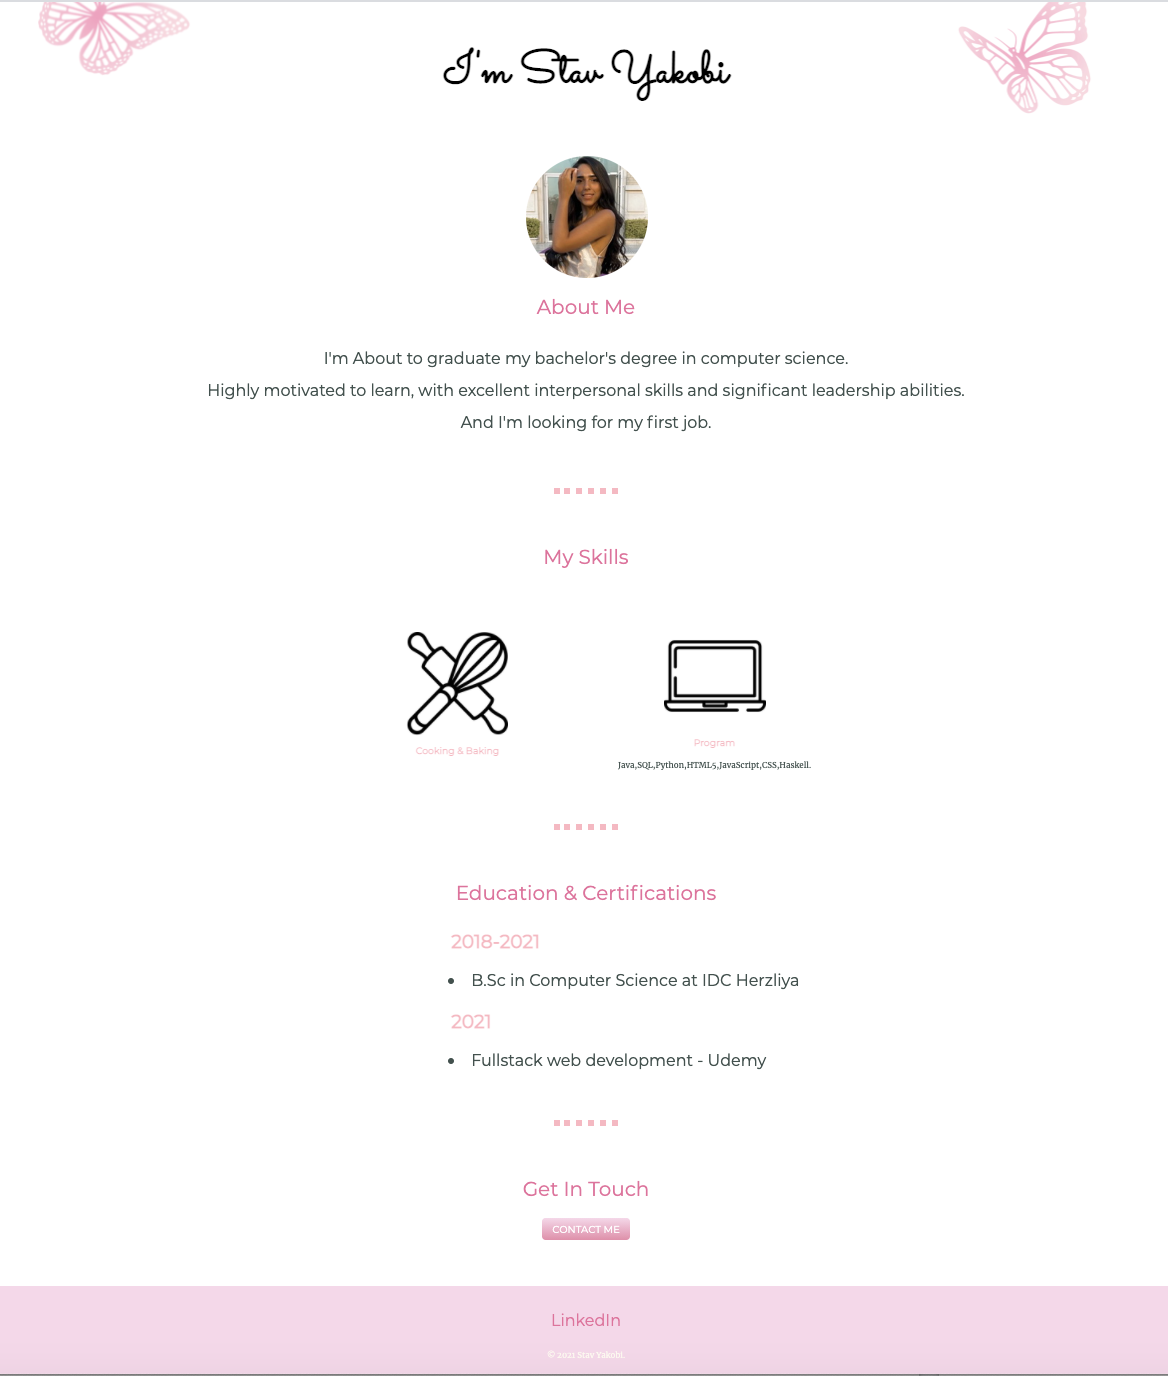 I'm Stav Yakobi
About Me
I'm About to graduate my bachelor's degree in computer science.
Highly motivated to learn, with excellent interpersonal skills and significant leadership abilities.
And I'm looking for my first job.
My Skills
Cooking & Baking
Program
Java,SQL,Python,HTML5,JavaScript,CSS,Haskell.
Education & Certifications
2018-2021
B.Sc in Computer Science at IDC Herzliya
2021
Fullstack web development - Udemy
Get In Touch
CONTACT ME
LinkedIn
© 2021 Stav Yakobi.